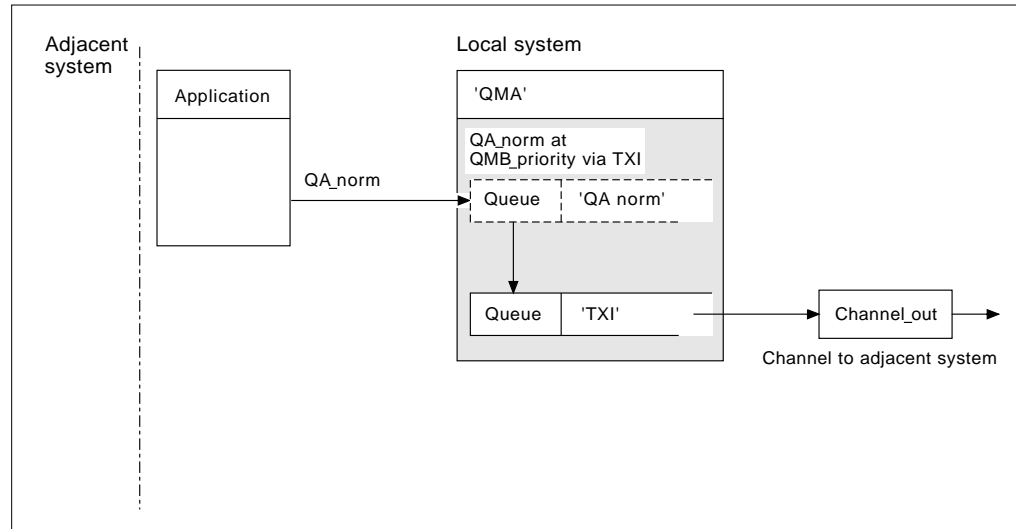 Adjacent
system
Local system
Application
'QMA'
QA_norm at
QMB_priority via TXI
QA_norm
Queue
'QA norm'
Queue
'TXI'
Channel_out
Channel to adjacent system